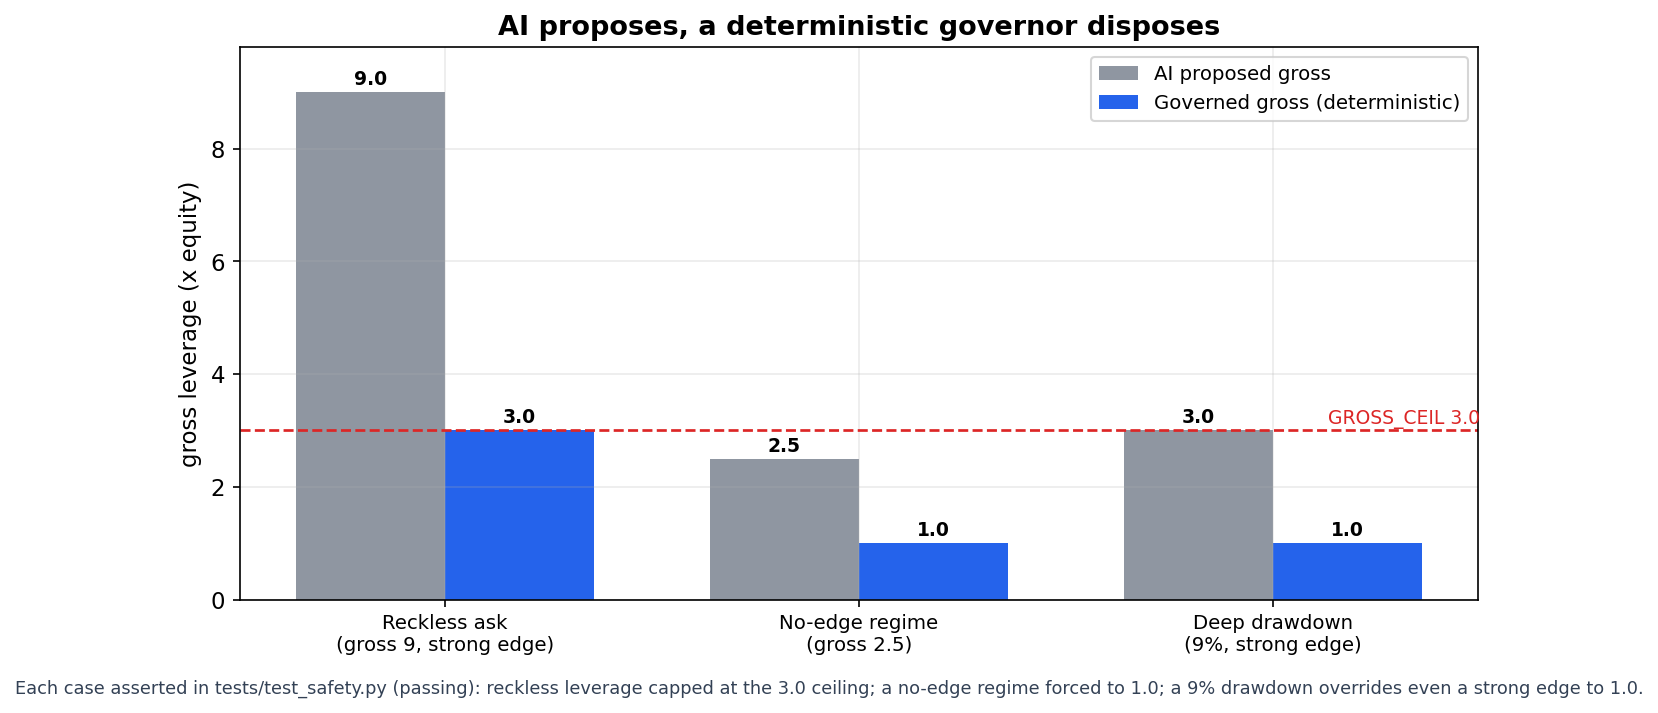 AI proposes, a deterministic governor disposes
AI proposed gross
Governed gross (deterministic)
gross leverage (x equity)
8
6
4
2
0
9.0
3.0
2.5
1.0
3.0
1.0
GROSS_CEIL 3.0
Reckless ask
(gross 9, strong edge)
No-edge regime
(gross 2.5)
Deep drawdown
(9%, strong edge)
Each case asserted in tests/test_safety.py (passing): reckless leverage capped at the 3.0 ceiling; a no-edge regime forced to 1.0; a 9% drawdown overrides even a strong edge to 1.0.